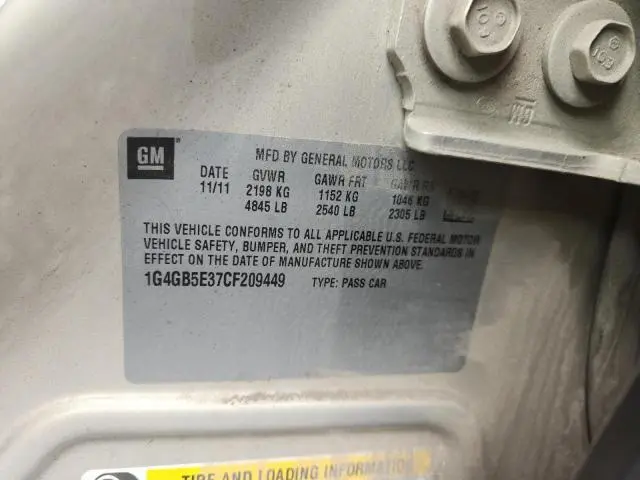 GM
MFD BY GENERAL MOTORS LLC
DATE GVWR GAWR FRT GAWR
11/11 2198 KG 1152 KG 1046 KG
4845 LB 2540 LB 2305 LB
THIS VEHICLE CONFORMS TO ALL APPLICABLE U.S. FEDERAL MOTOR
VEHICLE SAFETY, BUMPER, AND THEFT PREVENTION STANDARDS IN
EFFECT ON THE DATE OF MANUFACTURE SHOWN ABOVE.
1G4GB5E37CF209449 TYPE: PASS CAR
TIRE AND LOADING INFORMATION